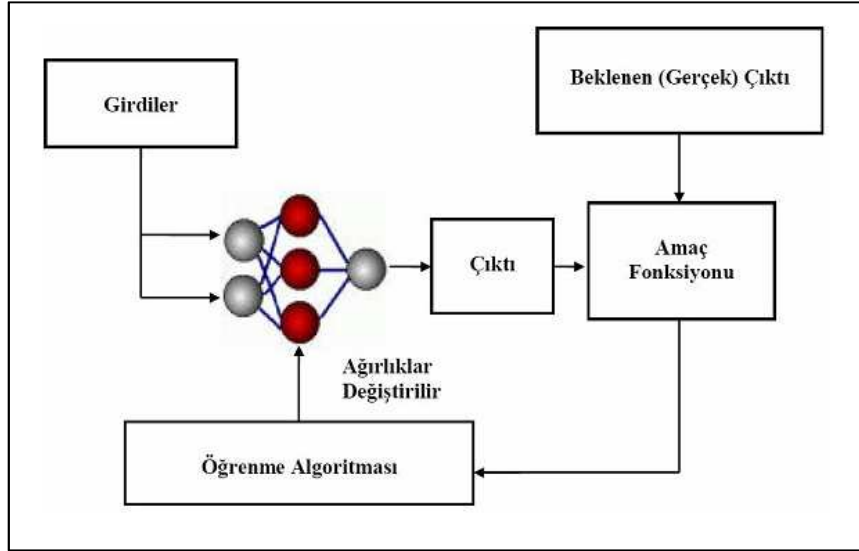 Girdiler
Beklenen (Gerçek) Çıktı
Çıktı
Amaç
Fonksiyonu
Ağırlıklar
Değiştirilir
Öğrenme Algoritması